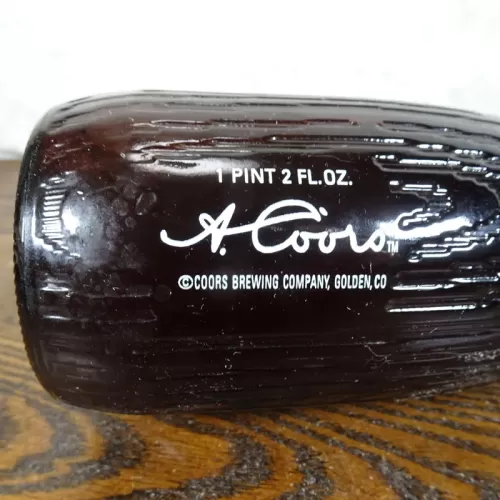 1 PINT 2 FL.OZ.
A. Coors™
©COORS BREWING COMPANY, GOLDEN, CO